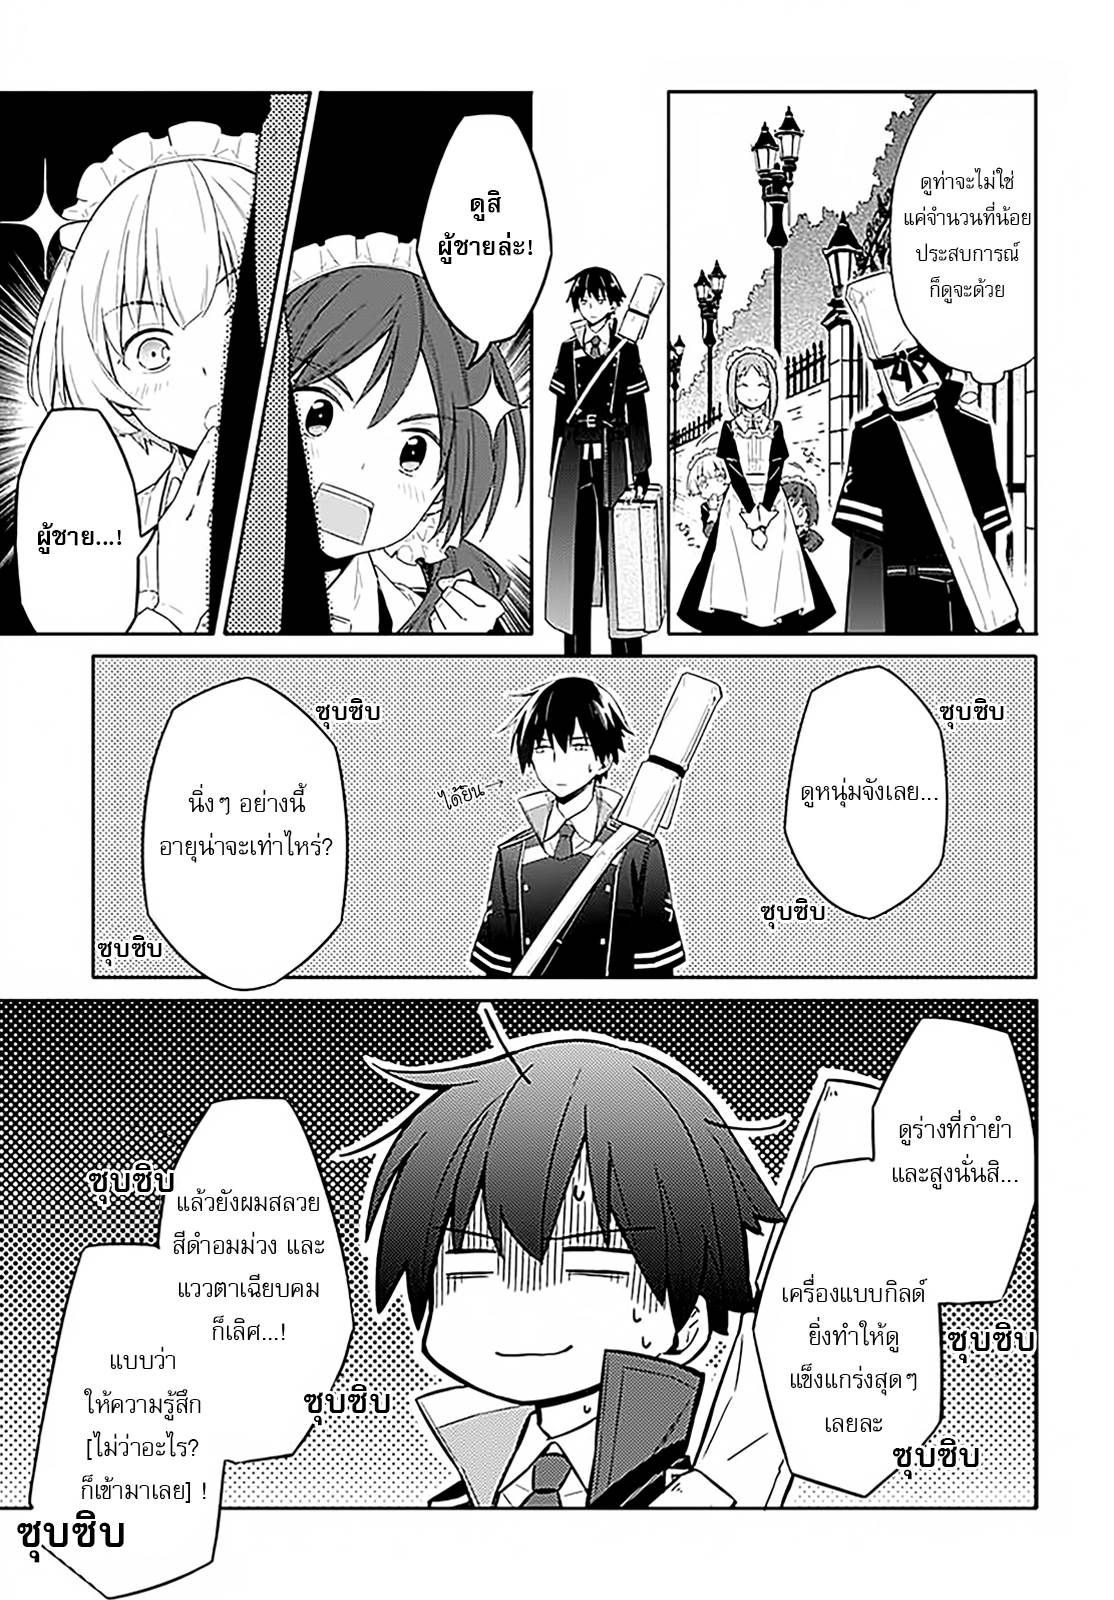 ดูท่าจะไม่ใช่
แค่จำนวนที่น้อย
ประสบการณ์
ก็ดูจะด้วย
ดูสิ
ผู้ชายล่ะ!
ผู้ชาย...!
ซุบซิบ
ดูหนุ่มจังเลย...
ซุบซิบ
ได้ยิน
ซุบซิบ
นิ่งๆ อย่างนี้
อายุน่าจะเท่าไหร่?
ซุบซิบ
ดูร่างที่กำยำ
และสูงนั่นสิ...
เครื่องแบบกิลด์
ยิ่งทำให้ดู
แข็งแกร่งสุดๆ
เลยละ
ซุบซิบ
ซุบซิบ
ซุบซิบ
แล้วยังผมสลวย
สีดำอมม่วง และ
แววตาเฉียบคม
ก็เลิศ...!
ซุบซิบ
แบบว่า
ให้ความรู้สึก
[ไม่ว่าอะไร?
ก็เข้ามาเลย] !
ซุบซิบ